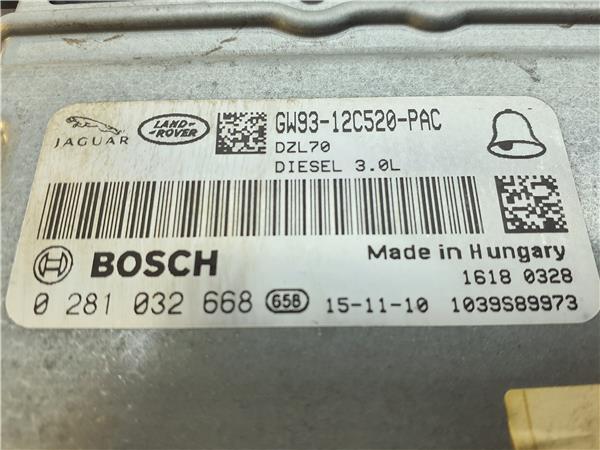 JAGUAR
LAND-ROVER
GW93-12C520-PAC
DZL70
DIESEL 3.0L
BOSCH
Made in Hungary
1618 0328
0 281 032 668 65B 15-11-10 1039S89973